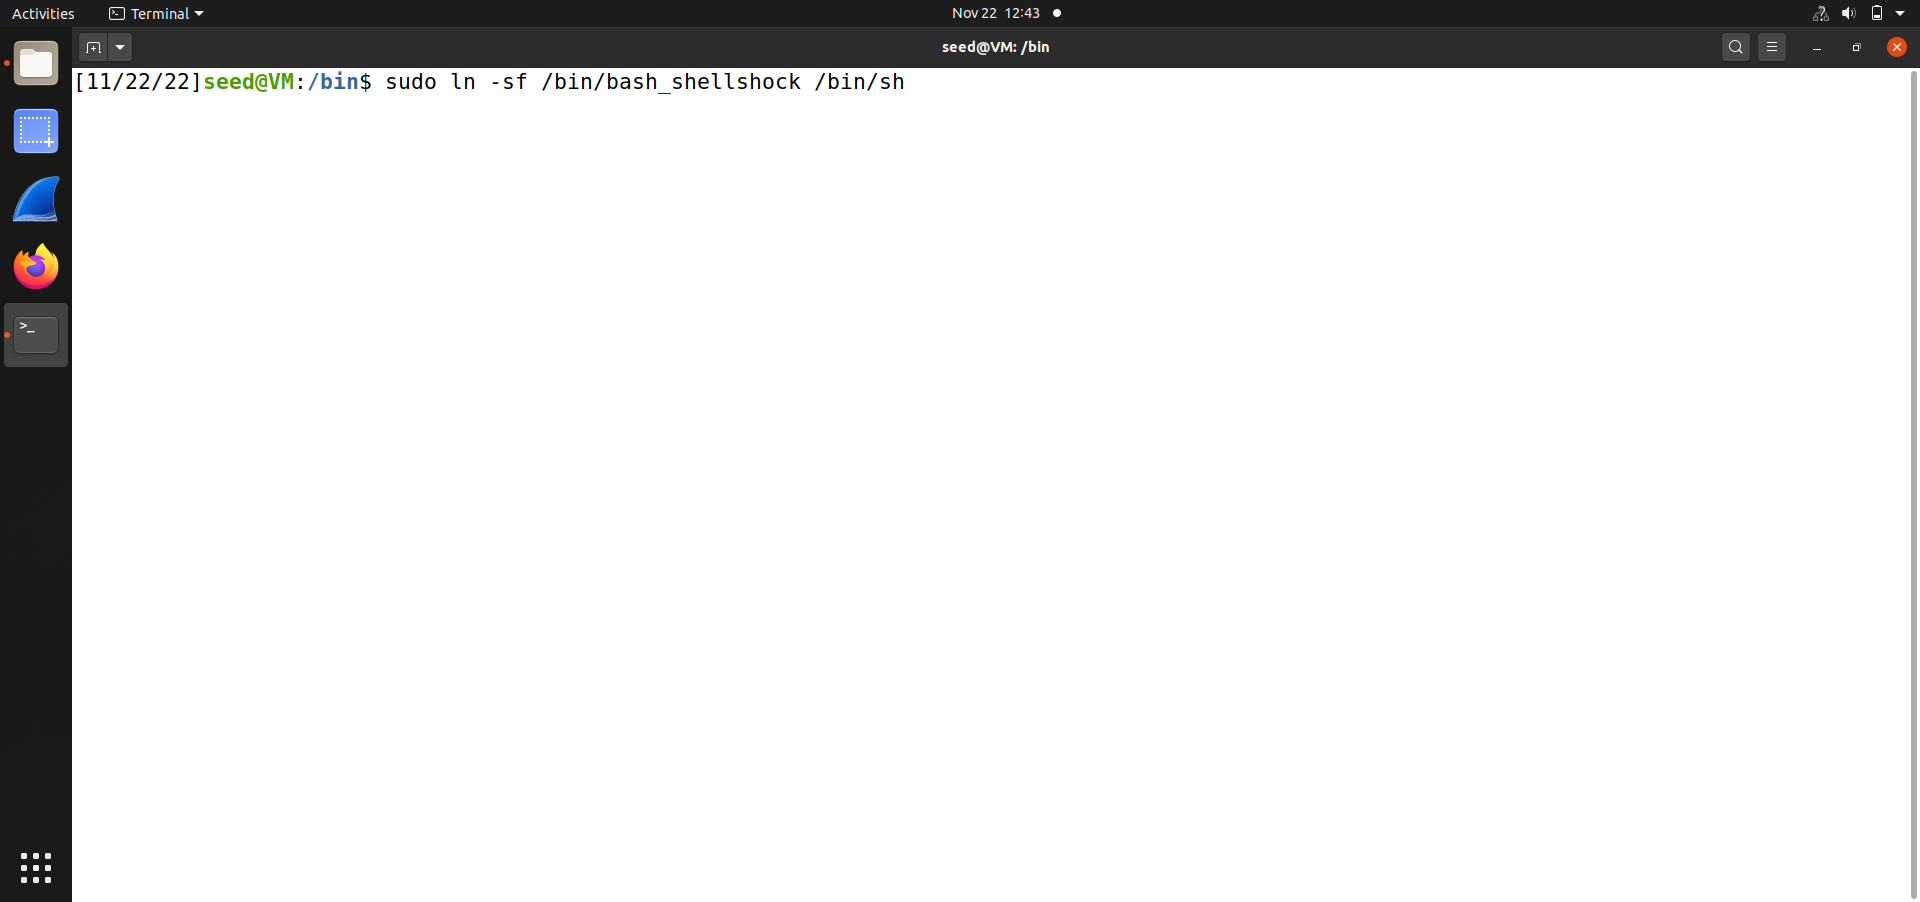 Activities
Terminal
Nov 22 12:43
seed@VM: /bin
[11/22/22]seed@VM:/bin$ sudo ln -sf /bin/bash_shellshock /bin/sh
>_